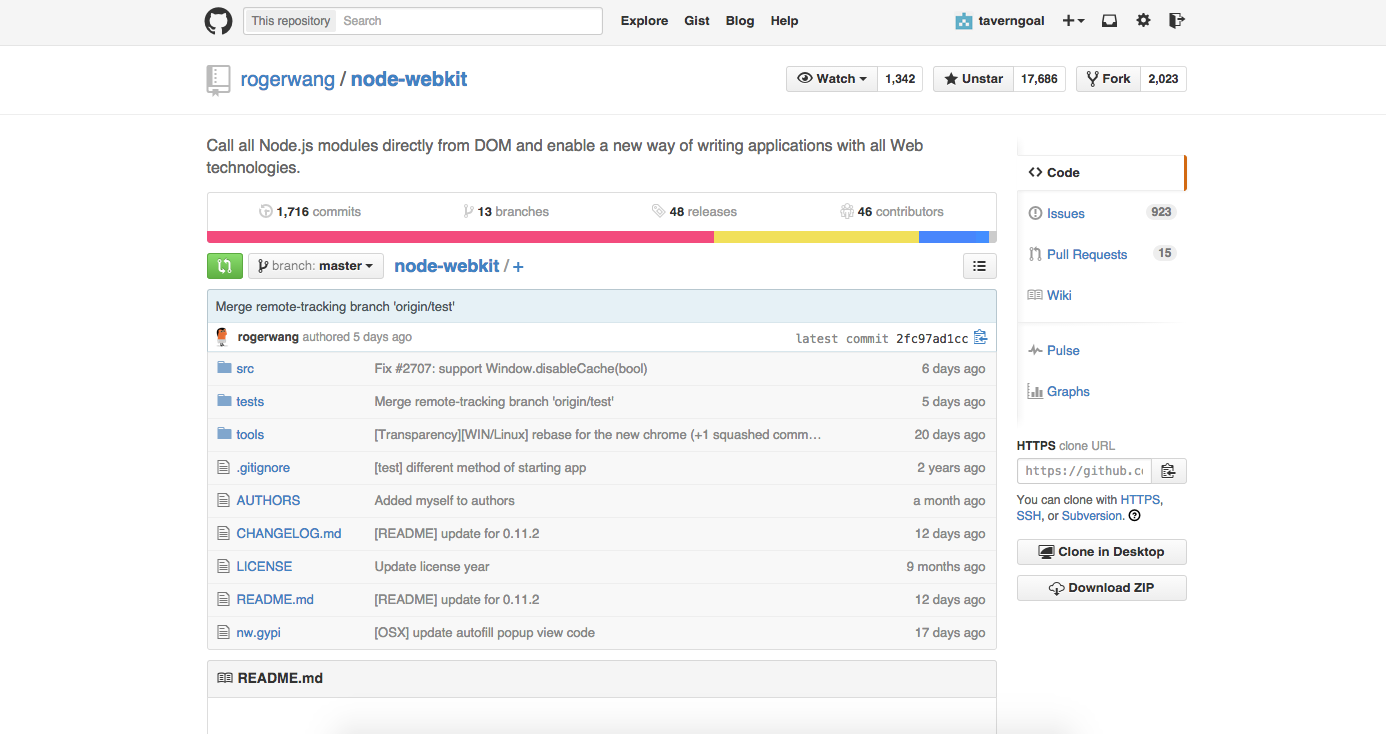 This repository Search Explore Gist Blog Help taverngoal
rogerwang / node-webkit Watch 1,342 Unstar 17,686 Fork 2,023
Call all Node.js modules directly from DOM and enable a new way of writing applications with all Web
technologies.
1,716 commits 13 branches 48 releases 46 contributors
branch: master node-webkit / +
Merge remote-tracking branch 'origin/test'
rogerwang authored 5 days ago latest commit 2fc97ad1cc
src Fix #2707: support Window.disableCache(bool) 6 days ago
tests Merge remote-tracking branch 'origin/test' 5 days ago
tools [Transparency][WIN/Linux] rebase for the new chrome (+1 squashed comm… 20 days ago
.gitignore [test] different method of starting app 2 years ago
AUTHORS Added myself to authors a month ago
CHANGELOG.md [README] update for 0.11.2 12 days ago
LICENSE Update license year 9 months ago
README.md [README] update for 0.11.2 12 days ago
nw.gypi [OSX] update autofill popup view code 17 days ago
README.md
Code
Issues 923
Pull Requests 15
Wiki
Pulse
Graphs
HTTPS clone URL
https://github.co
You can clone with HTTPS,
SSH, or Subversion.
Clone in Desktop
Download ZIP